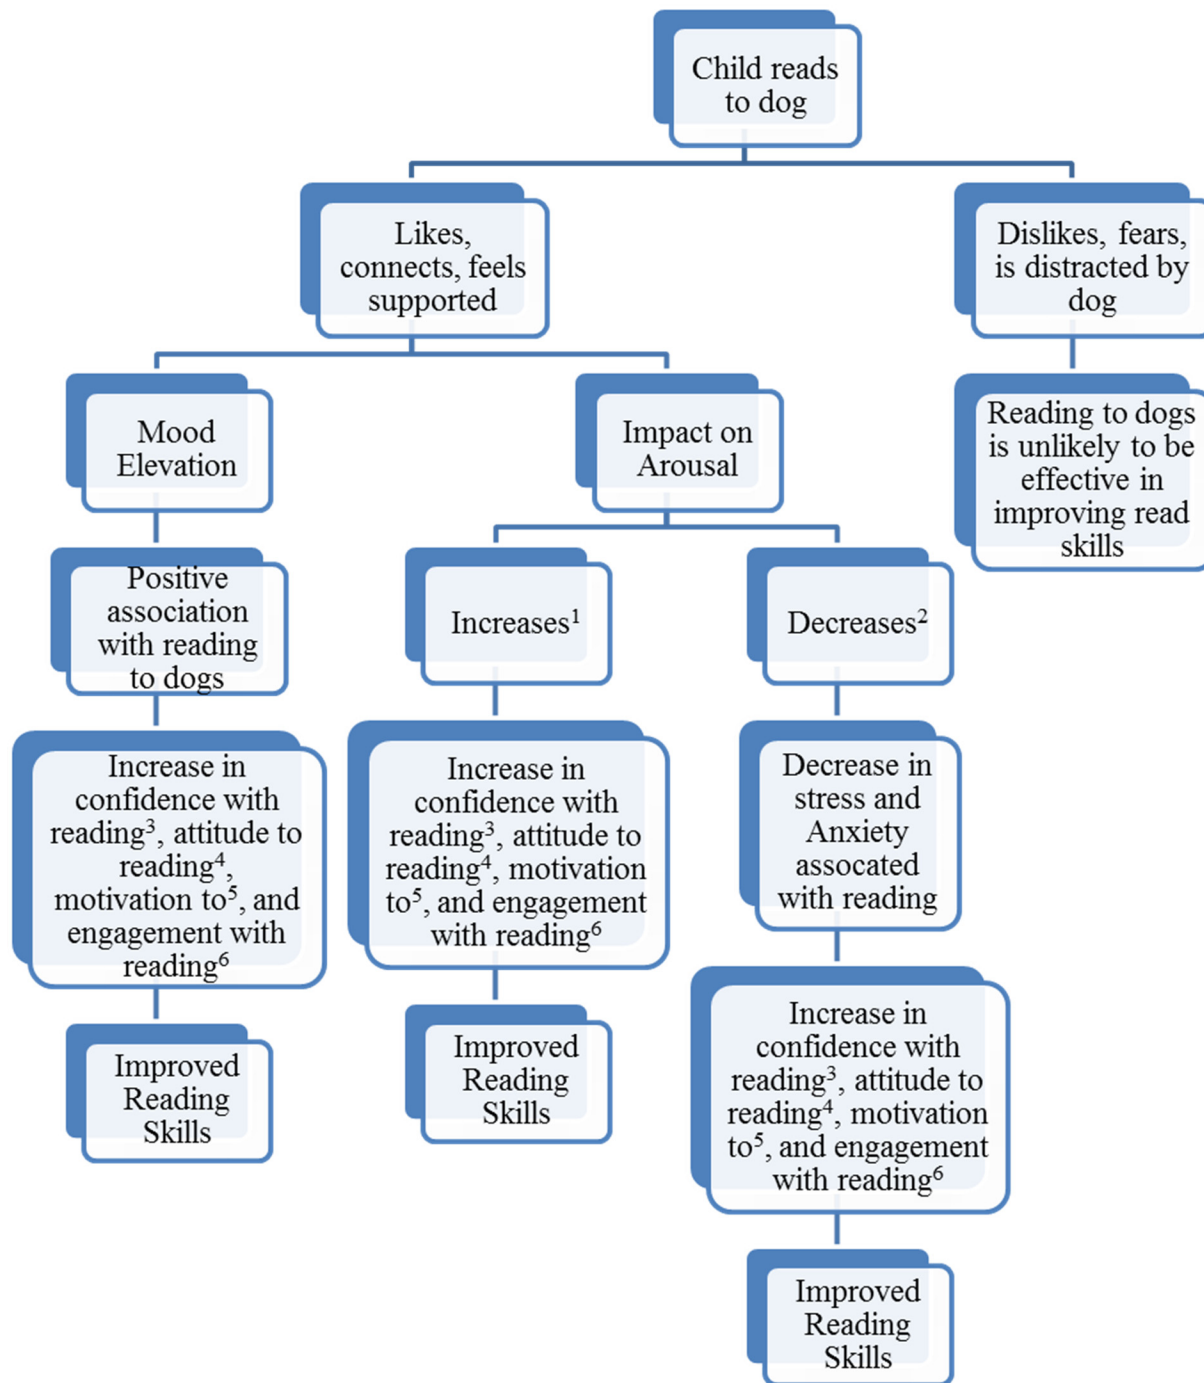 Child reads
to dog
Likes,
connects, feels
supported
Dislikes, fears,
is distracted by
dog
Mood
Elevation
Impact on
Arousal
Reading to dogs
is unlikely to be
effective in
improving read
skills
Positive
association
with reading
to dogs
Increases¹
Decreases²
Increase in
confidence with
reading³, attitude to
reading⁴,
motivation to⁵, and
engagement with
reading⁶
Increase in
confidence with
reading³, attitude to
reading⁴, motivation
to⁵, and engagement
with reading⁶
Decrease in
stress and
Anxiety
assocated
with reading
Improved
Reading
Skills
Improved
Reading
Skills
Increase in
confidence with
reading³, attitude to
reading⁴, motivation
to⁵, and engagement
with reading⁶
Improved
Reading
Skills